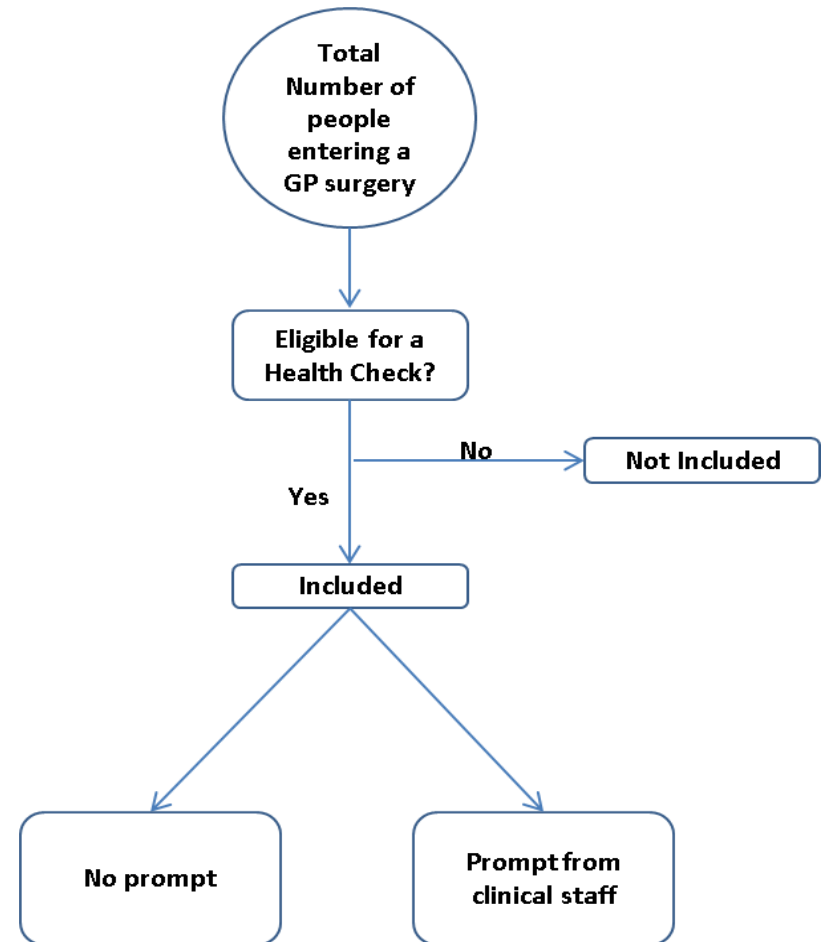 Total
Number of
people
entering a
GP surgery
Eligible for a
Health Check?
No
Not Included
Yes
Included
No prompt
Prompt from
clinical staff